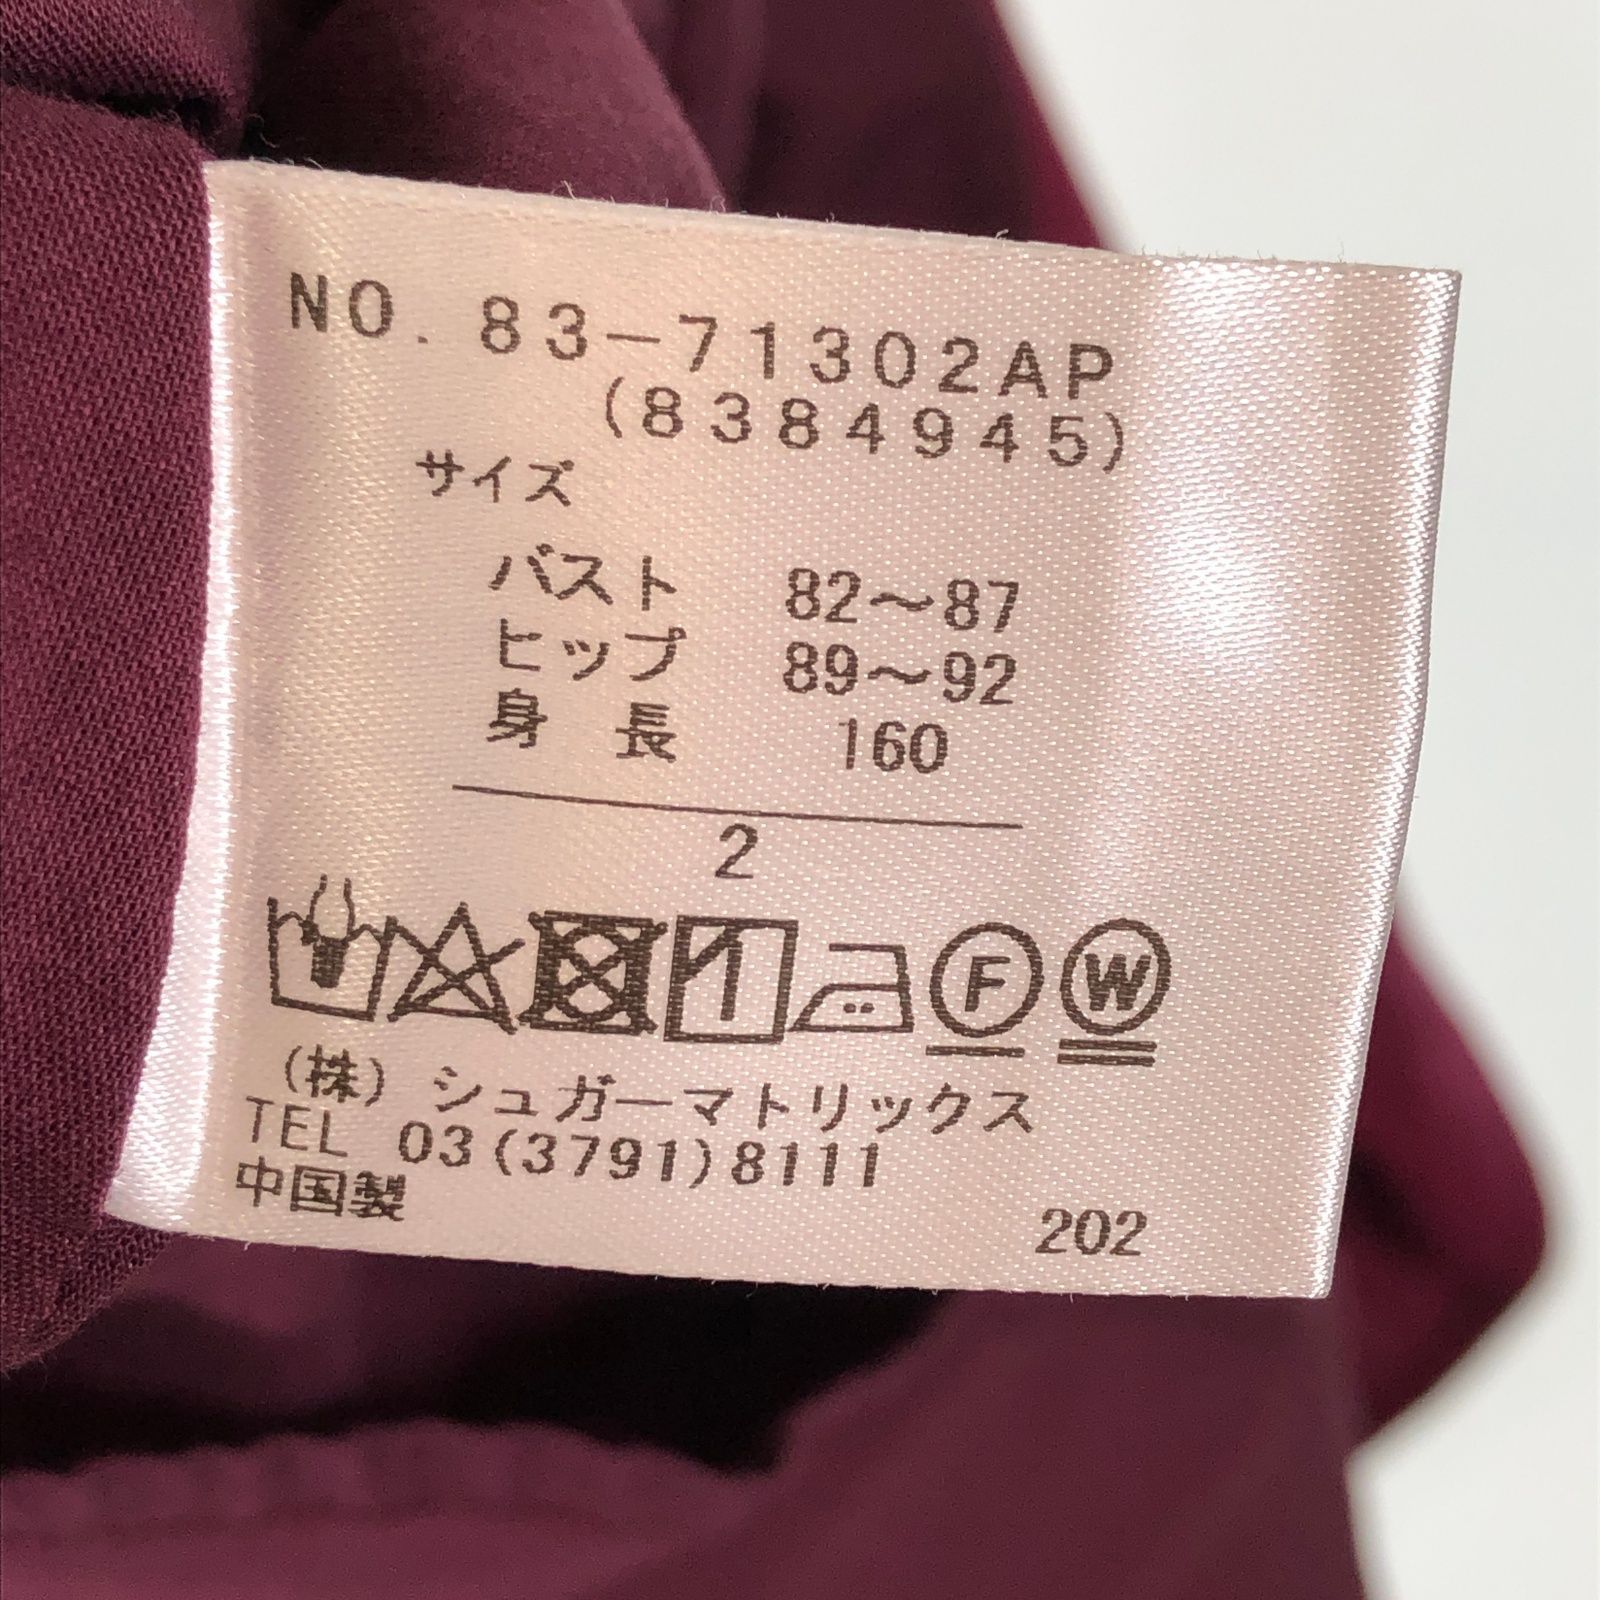 NO. 83-71302AP
(8384945)
サイズ
バスト 82〜87
ヒップ 89〜92
身長 160
2
F W
(株) シュガーマトリックス
TEL 03(3791)8111
中国製
202